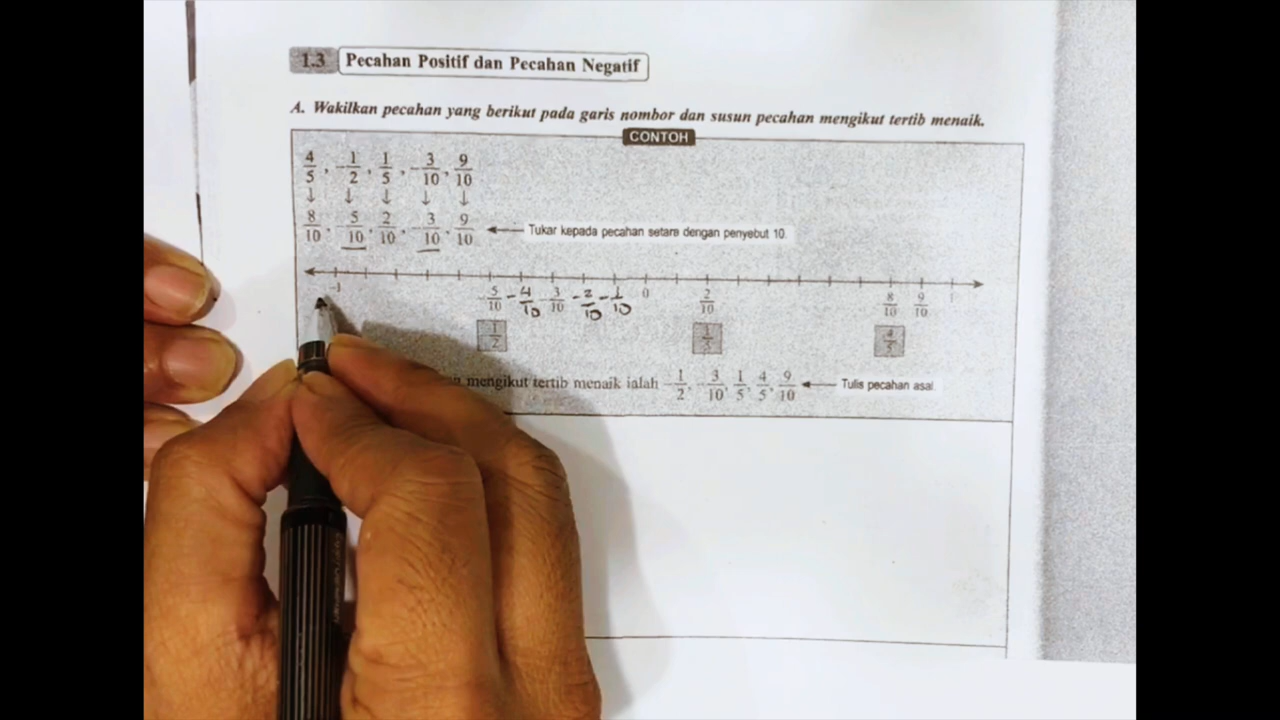 1.3 Pecahan Positif dan Pecahan Negatif
A. Wakilkan pecahan yang berikut pada garis nombor dan susun pecahan mengikut tertib menaik.
CONTOH
4/5, -1/2, 1/5, -3/10, 9/10
↓ ↓ ↓ ↓ ↓
8/10, -5/10, 2/10, -3/10, 9/10 ← Tukar kepada pecahan setara dengan penyebut 10.
-1 -5/10 -4/10 -3/10 -2/10 -1/10 0 2/10 8/10 9/10 1
-1/2 1/5 4/5
mengikut tertib menaik ialah -1/2, -3/10, 1/5, 4/5, 9/10 ← Tulis pecahan asal.